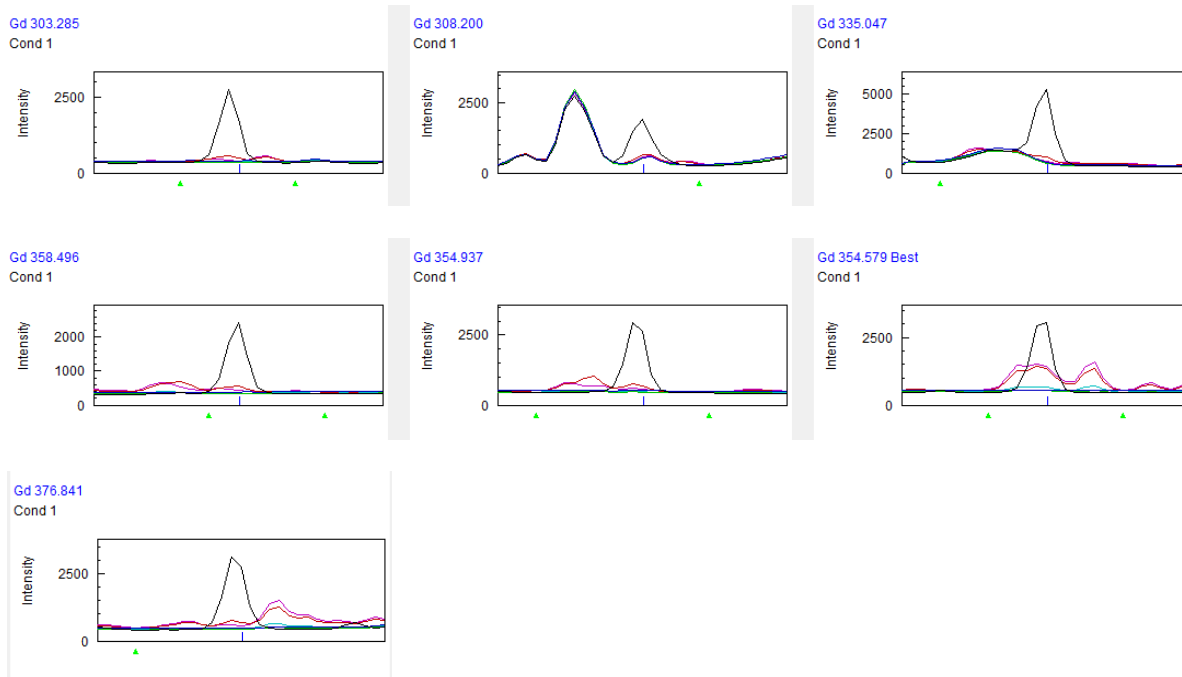 Gd 303.285
Cond 1
Intensity
2500
0
Gd 308.200
Cond 1
Intensity
2500
0
Gd 335.047
Cond 1
Intensity
5000
2500
0
Gd 358.496
Cond 1
Intensity
2000
1000
0
Gd 354.937
Cond 1
Intensity
2500
0
Gd 354.579 Best
Cond 1
Intensity
2500
0
Gd 376.841
Cond 1
Intensity
2500
0